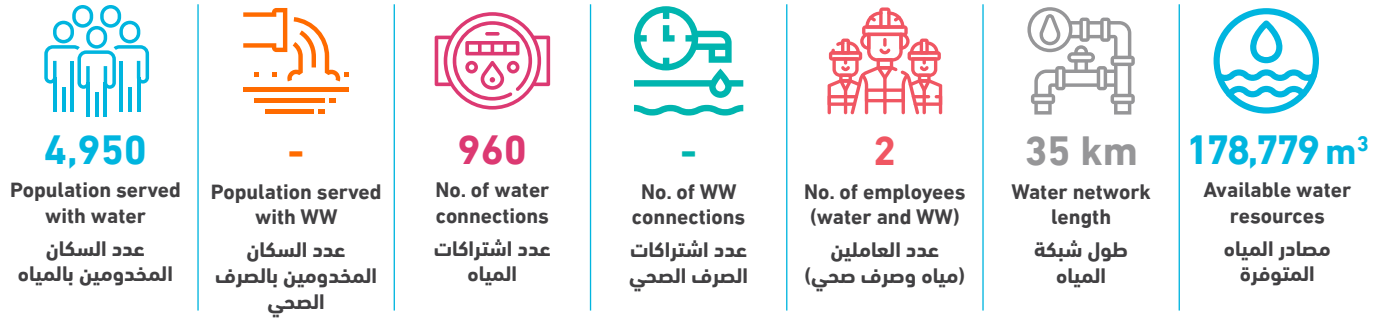 4,950
Population served
with water
عدد السكان
المخدومين بالمياه
-
Population served
with WW
عدد السكان
المخدومين بالصرف
الصحي
960
No. of water
connections
عدد اشتراكات
المياه
-
No. of WW
connections
عدد اشتراكات
الصرف الصحي
2
No. of employees
(water and WW)
عدد العاملين
(مياه وصرف صحي)
35 km
Water network
length
طول شبكة
المياه
178,779 m³
Available water
resources
مصادر المياه
المتوفرة